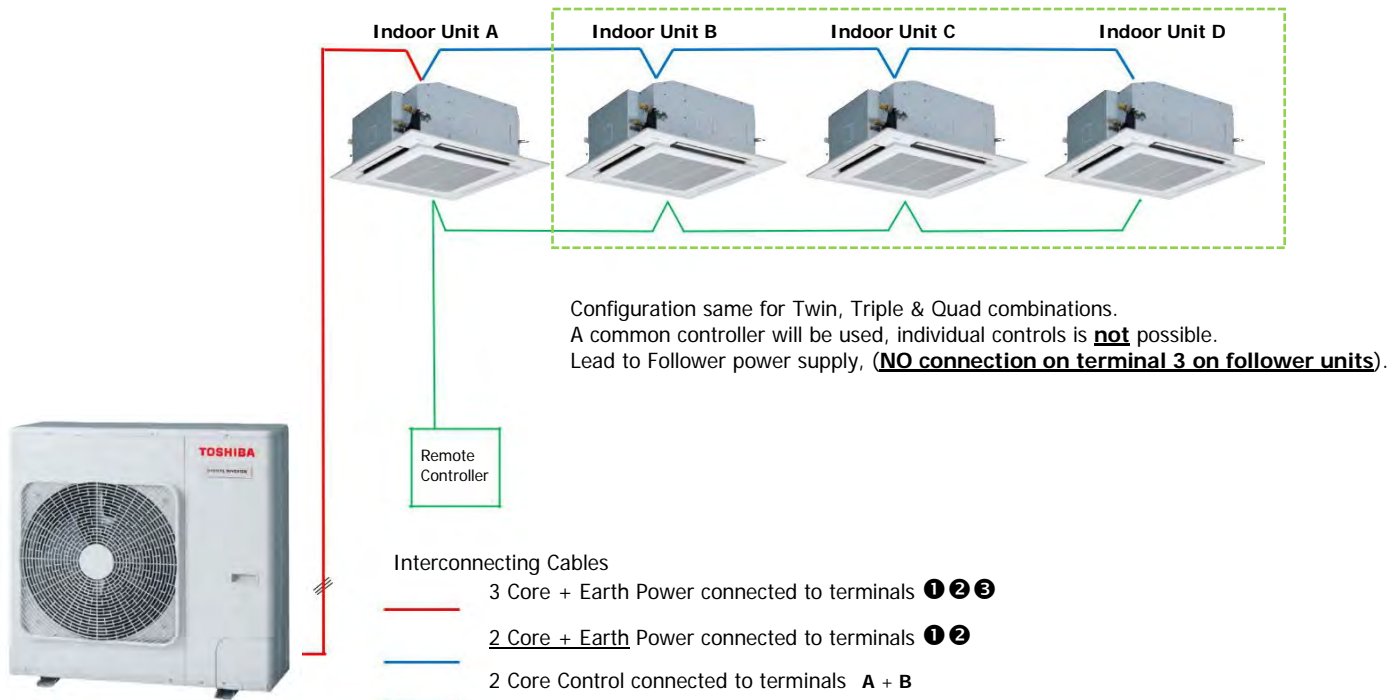 Indoor Unit A
Indoor Unit B
Indoor Unit C
Indoor Unit D
Configuration same for Twin, Triple & Quad combinations.
A common controller will be used, individual controls is not possible.
Lead to Follower power supply, (NO connection on terminal 3 on follower units).
TOSHIBA
Remote
Controller
Interconnecting Cables
3 Core + Earth Power connected to terminals ❶❷❸
2 Core + Earth Power connected to terminals ❶❷
2 Core Control connected to terminals A + B